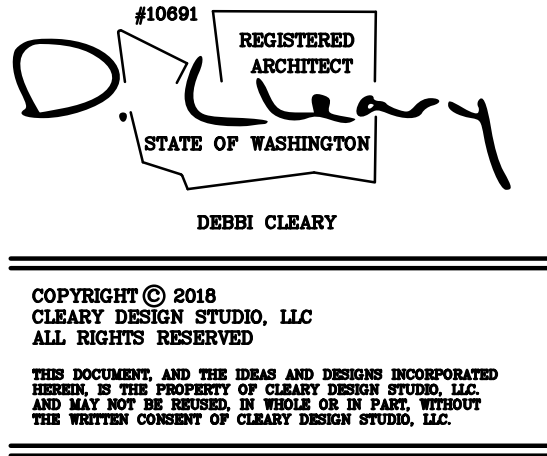 #10691
REGISTERED
ARCHITECT
D. Cleary
STATE OF WASHINGTON
DEBBI CLEARY
COPYRIGHT © 2018
CLEARY DESIGN STUDIO, LLC
ALL RIGHTS RESERVED
THIS DOCUMENT, AND THE IDEAS AND DESIGNS INCORPORATED
HEREIN, IS THE PROPERTY OF CLEARY DESIGN STUDIO, LLC.
AND MAY NOT BE REUSED, IN WHOLE OR IN PART, WITHOUT
THE WRITTEN CONSENT OF CLEARY DESIGN STUDIO, LLC.